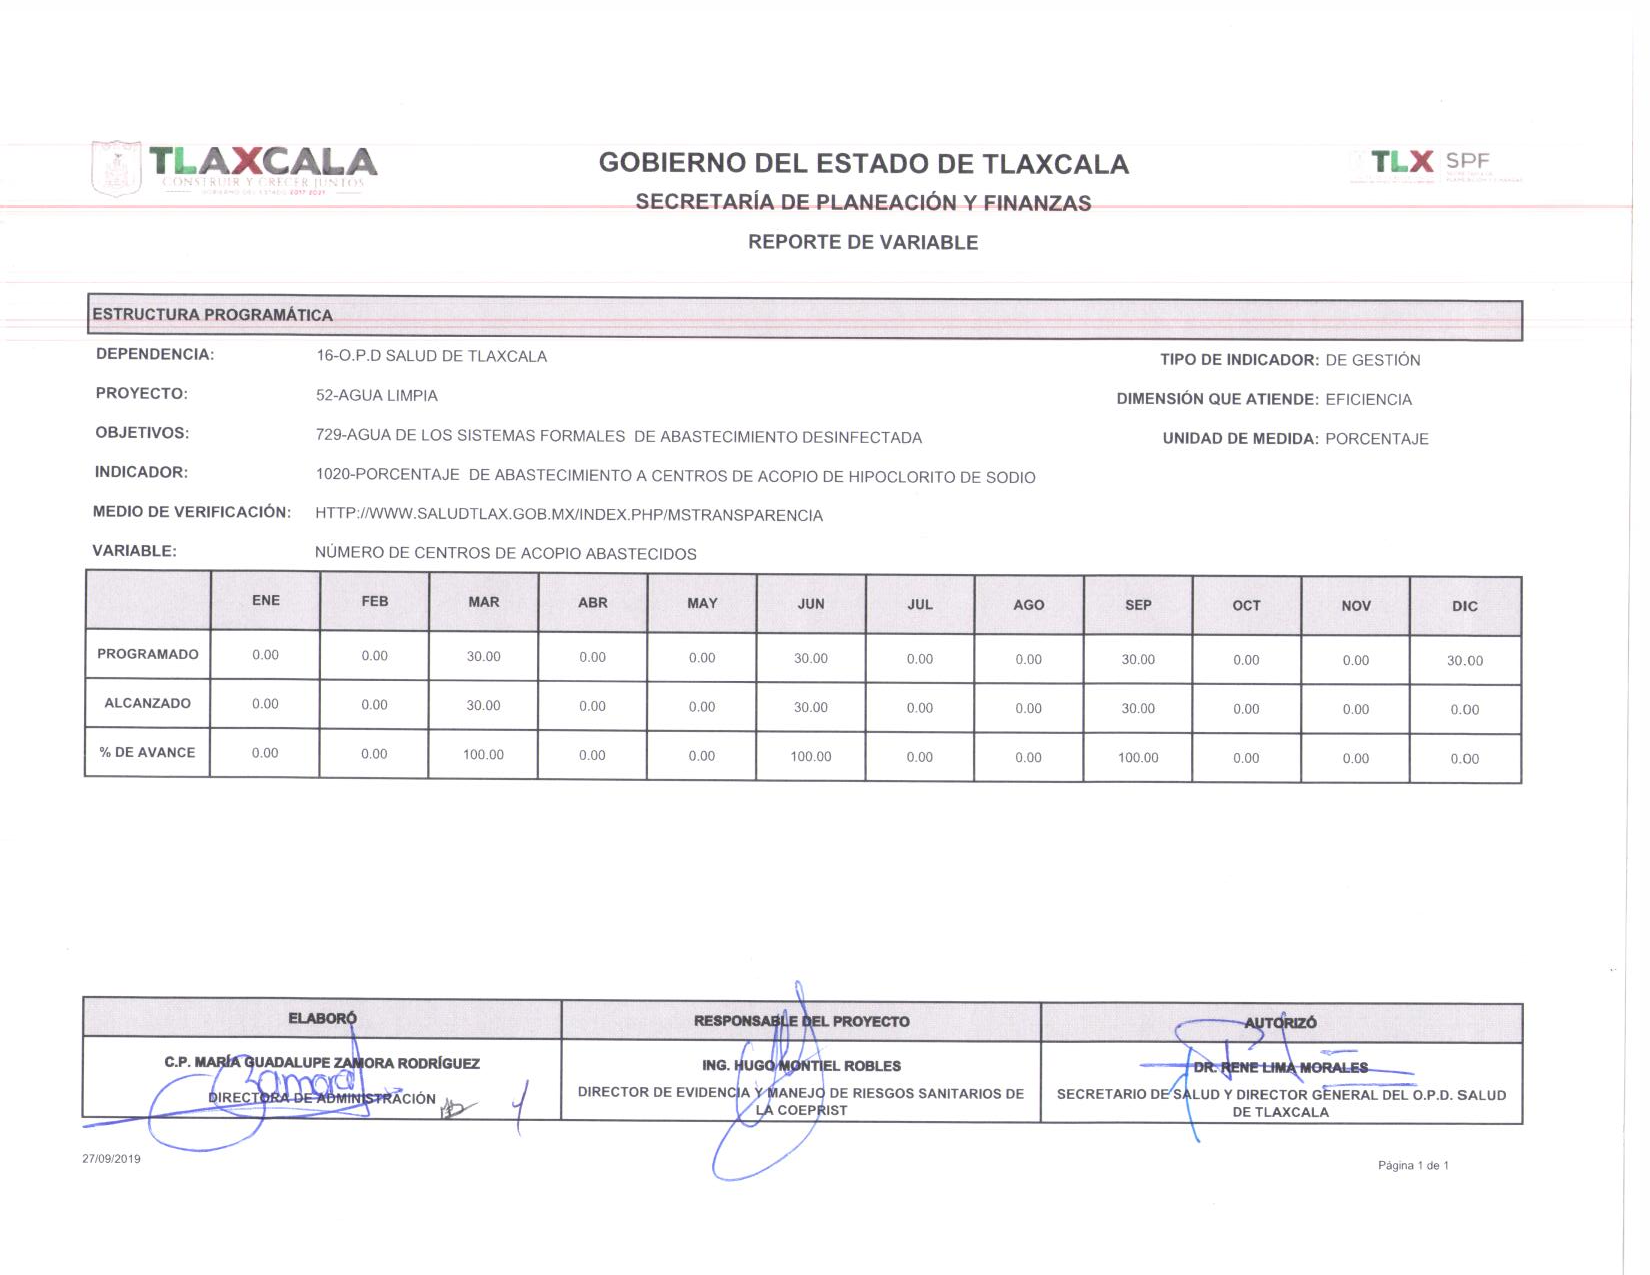 TLAXCALA
CONSTRUIR Y CRECER JUNTOS
GOBIERNO DEL ESTADO 2017-2021
GOBIERNO DEL ESTADO DE TLAXCALA
SECRETARÍA DE PLANEACIÓN Y FINANZAS
REPORTE DE VARIABLE
TLX SPF
ESTRUCTURA PROGRAMÁTICA
DEPENDENCIA: 16-O.P.D SALUD DE TLAXCALA TIPO DE INDICADOR: DE GESTIÓN
PROYECTO: 52-AGUA LIMPIA DIMENSIÓN QUE ATIENDE: EFICIENCIA
OBJETIVOS: 729-AGUA DE LOS SISTEMAS FORMALES DE ABASTECIMIENTO DESINFECTADA UNIDAD DE MEDIDA: PORCENTAJE
INDICADOR: 1020-PORCENTAJE DE ABASTECIMIENTO A CENTROS DE ACOPIO DE HIPOCLORITO DE SODIO
MEDIO DE VERIFICACIÓN: HTTP://WWW.SALUDTLAX.GOB.MX/INDEX.PHP/MSTRANSPARENCIA
VARIABLE: NÚMERO DE CENTROS DE ACOPIO ABASTECIDOS
ENE FEB MAR ABR MAY JUN JUL AGO SEP OCT NOV DIC
PROGRAMADO 0.00 0.00 30.00 0.00 0.00 30.00 0.00 0.00 30.00 0.00 0.00 30.00
ALCANZADO 0.00 0.00 30.00 0.00 0.00 30.00 0.00 0.00 30.00 0.00 0.00 0.00
% DE AVANCE 0.00 0.00 100.00 0.00 0.00 100.00 0.00 0.00 100.00 0.00 0.00 0.00
ELABORÓ RESPONSABLE DEL PROYECTO AUTORIZÓ
C.P. MARÍA GUADALUPE ZAMORA RODRÍGUEZ ING. HUGO MONTIEL ROBLES DR. RENE LIMA MORALES
DIRECTORA DE ADMINISTRACIÓN DIRECTOR DE EVIDENCIA Y MANEJO DE RIESGOS SANITARIOS DE SECRETARIO DE SALUD Y DIRECTOR GENERAL DEL O.P.D. SALUD
LA COEPRIST DE TLAXCALA
27/09/2019 Página 1 de 1